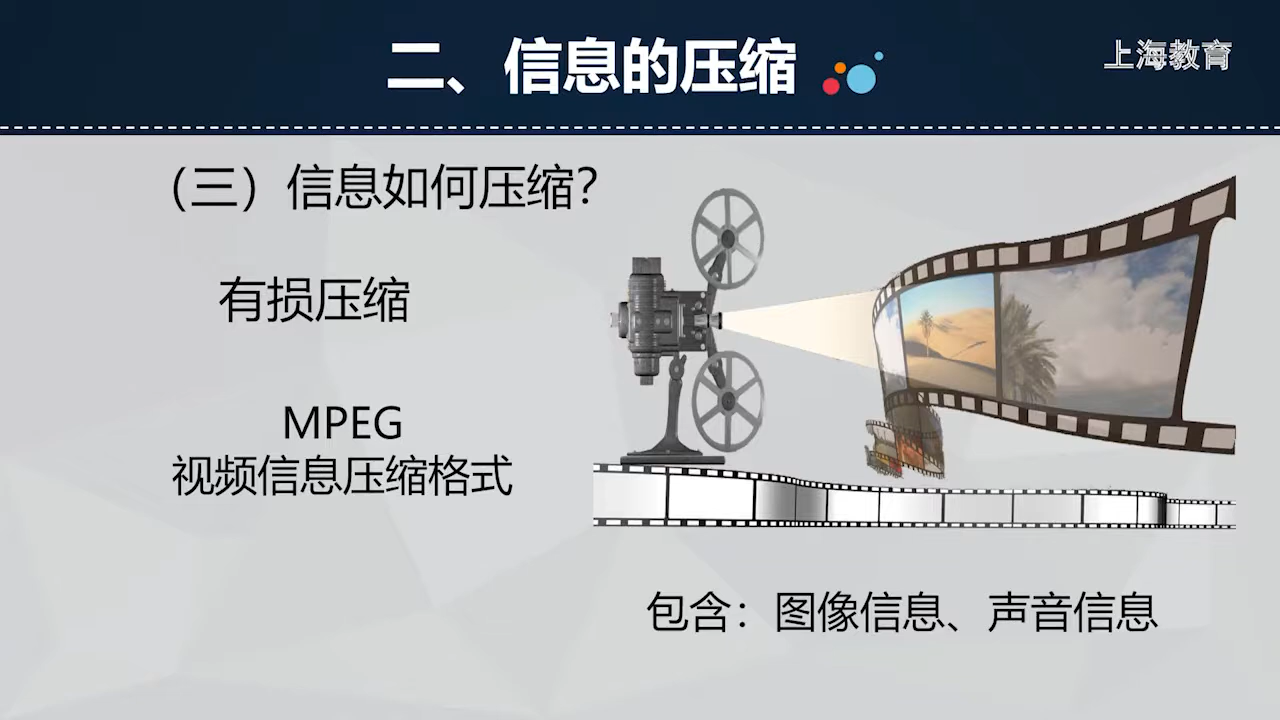 二、信息的压缩
上海教育
（三）信息如何压缩？
有损压缩
MPEG
视频信息压缩格式
包含：图像信息、声音信息